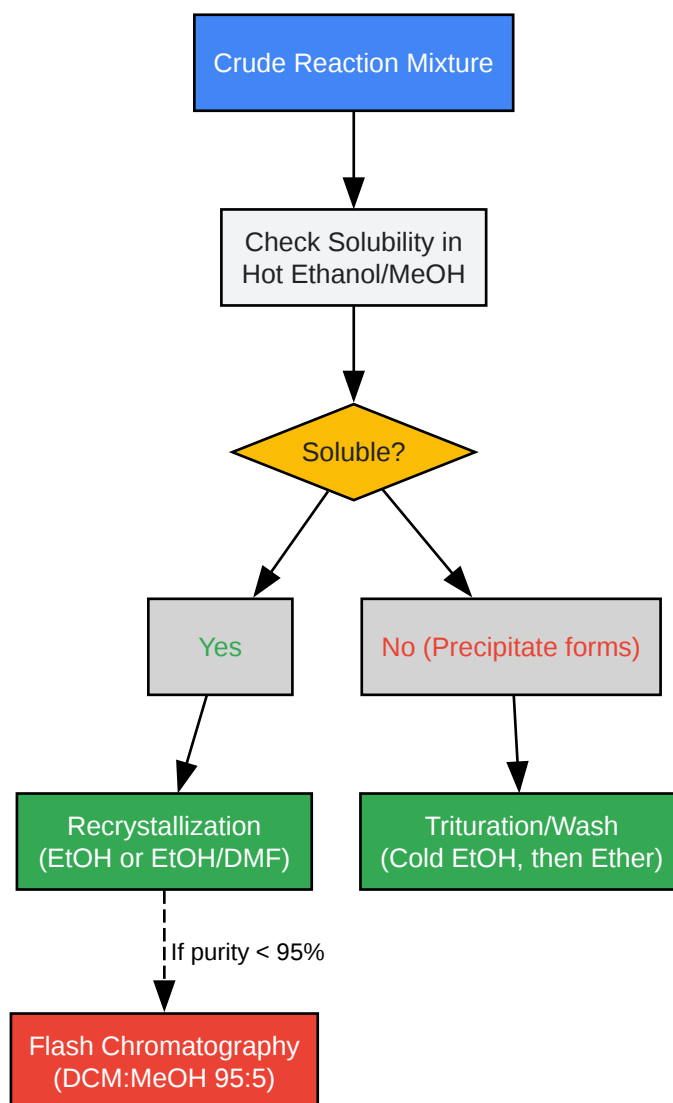 Crude Reaction Mixture
Check Solubility in
Hot Ethanol/MeOH
Soluble?
Yes
No (Precipitate forms)
Recrystallization
(EtOH or EtOH/DMF)
Trituration/Wash
(Cold EtOH, then Ether)
If purity < 95%
Flash Chromatography
(DCM:MeOH 95:5)